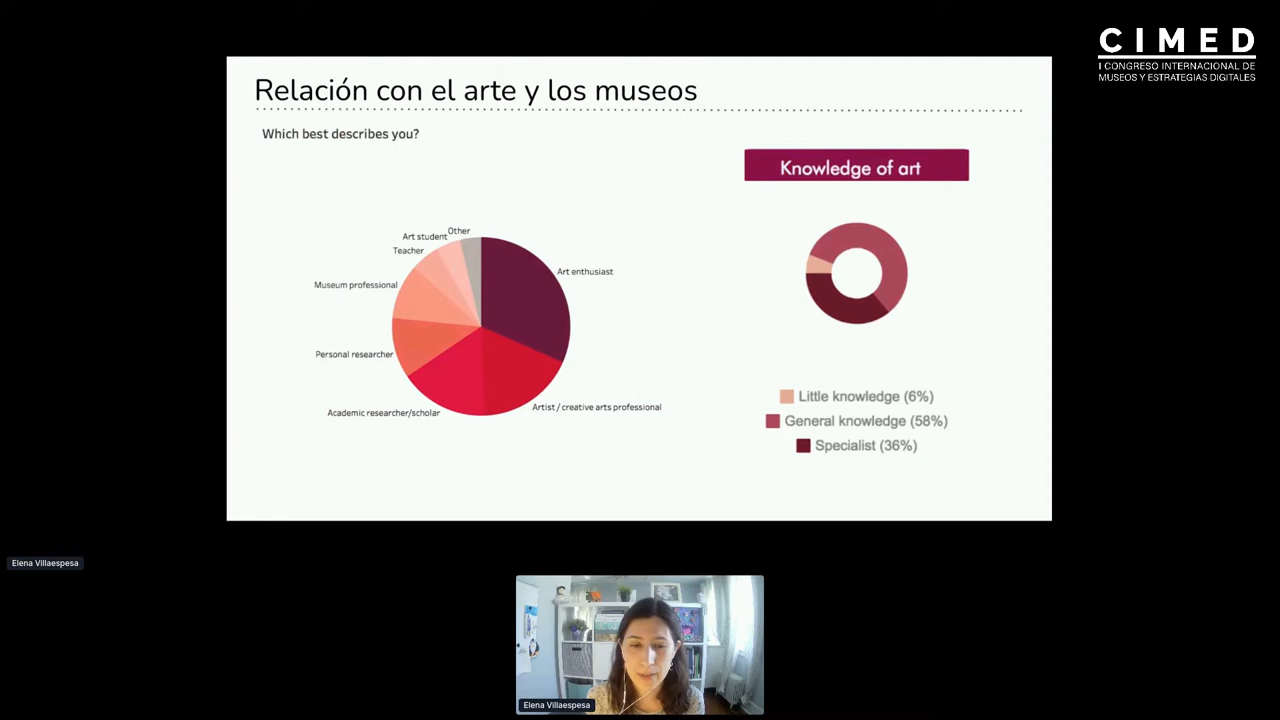 CIMED
I CONGRESO INTERNACIONAL DE
MUSEOS Y ESTRATEGIAS DIGITALES
Relación con el arte y los museos
Which best describes you?
Knowledge of art
Other
Art student
Teacher
Art enthusiast
Museum professional
Personal researcher
Artist / creative arts professional
Academic researcher/scholar
Little knowledge (6%)
General knowledge (58%)
Specialist (36%)
Elena Villaespesa
Elena Villaespesa